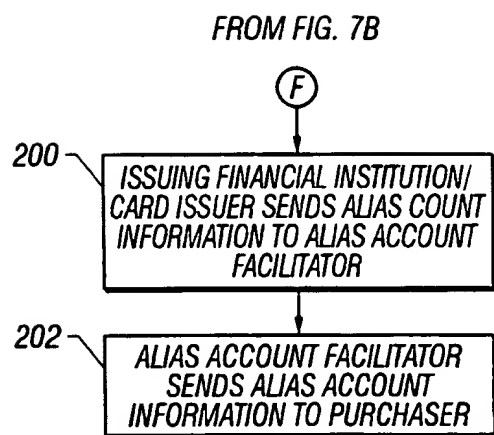 FROM FIG. 7B
F
200
ISSUING FINANCIAL INSTITUTION/
CARD ISSUER SENDS ALIAS COUNT
INFORMATION TO ALIAS ACCOUNT
FACILITATOR
202
ALIAS ACCOUNT FACILITATOR
SENDS ALIAS ACCOUNT
INFORMATION TO PURCHASER